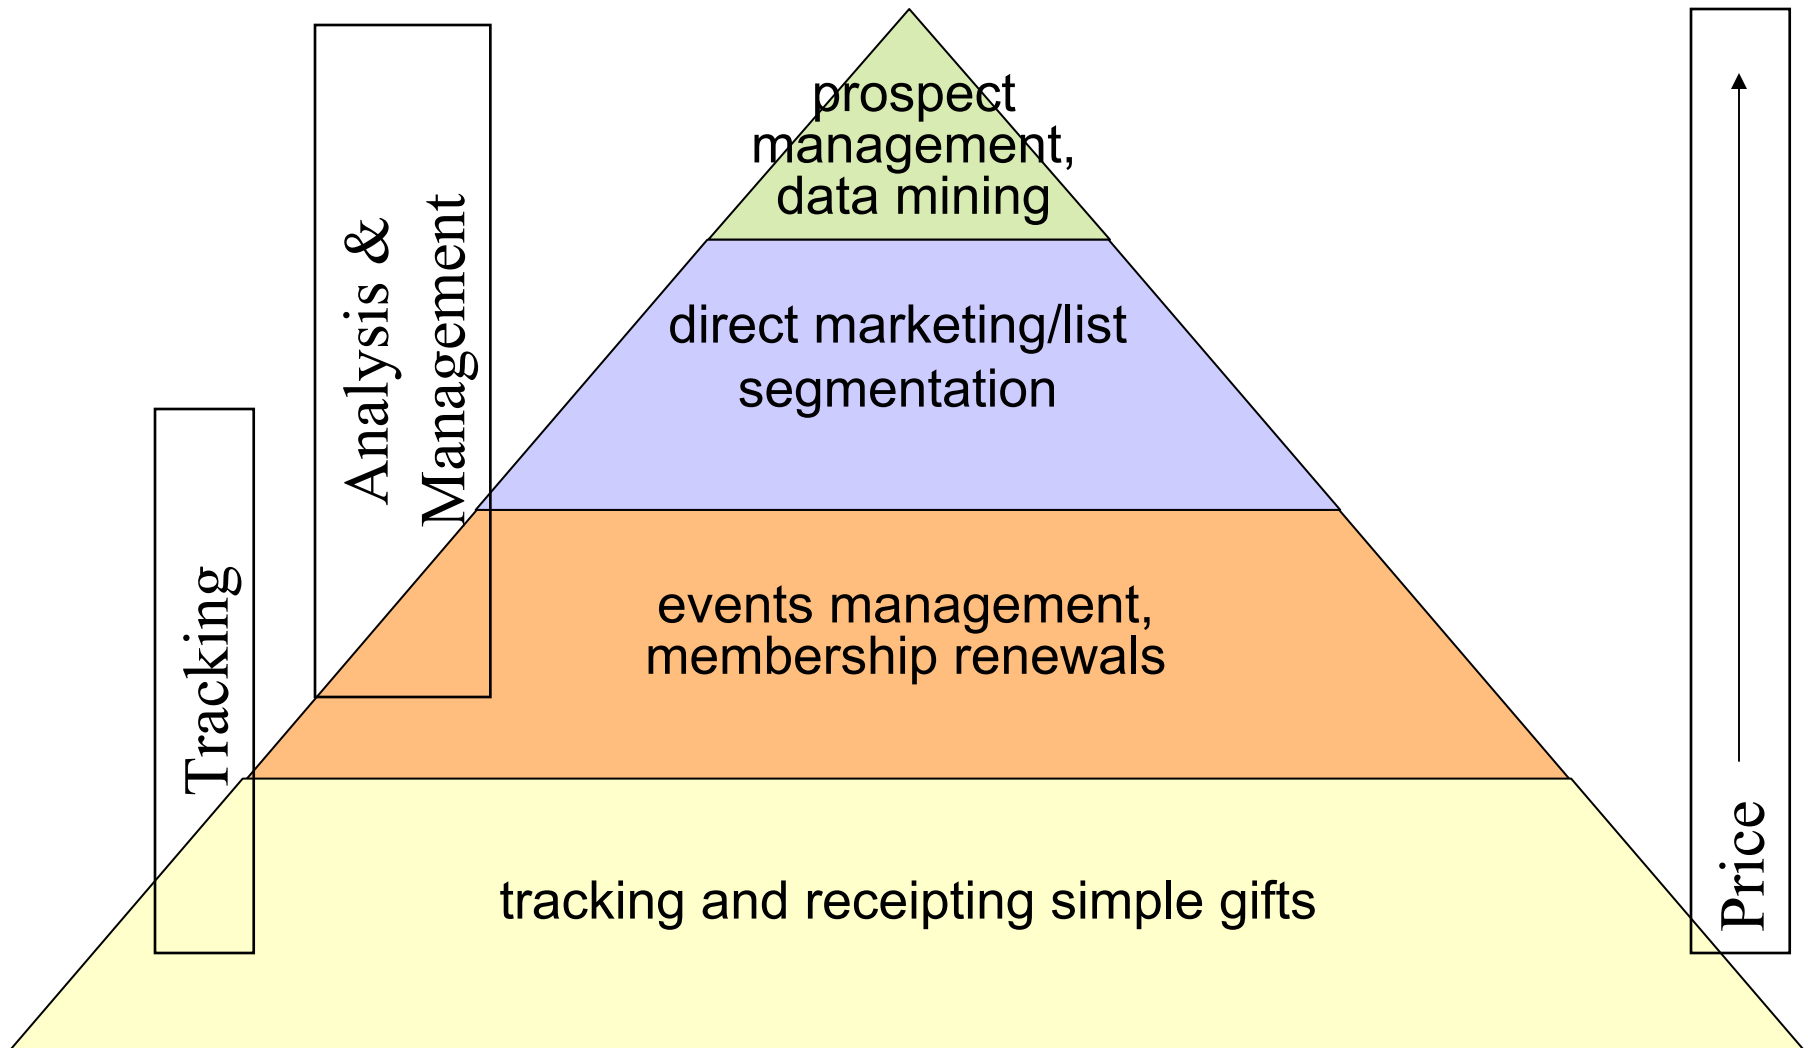 prospect
management,
data mining
direct marketing/list
segmentation
events management,
membership renewals
tracking and receipting simple gifts
Tracking
Analysis &
Management
Price